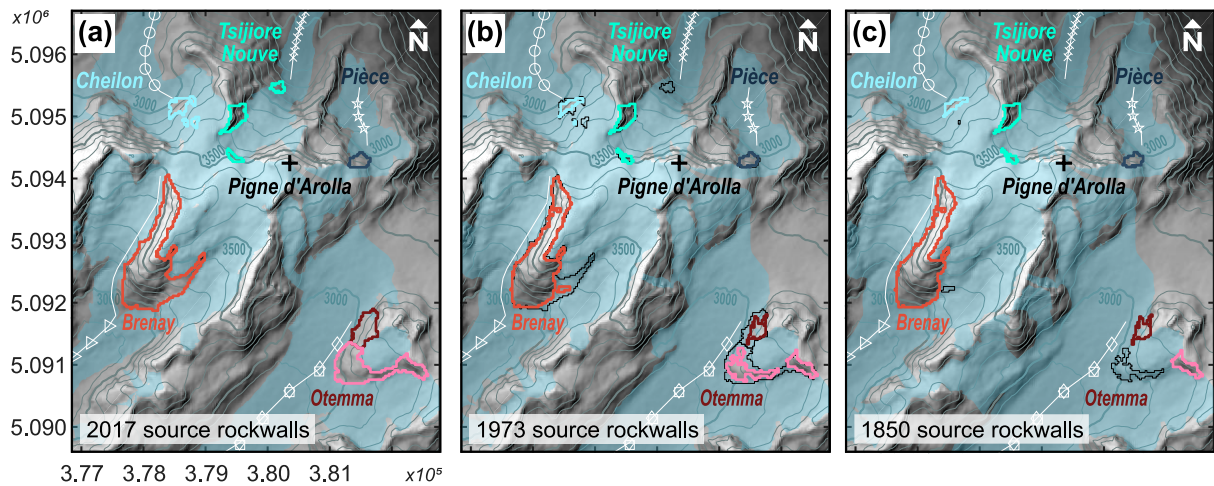 x10⁶
5.096
5.095
5.094
5.093
5.092
5.091
5.090
(a)
Tsijiore
Nouve
N
Cheilon
Pièce
3000
3500
Pigne d'Arolla
3500
3000
Brenay
Otemma
2017 source rockwalls
3.77 3.78 3.79 3.80 3.81 x10⁵
(b)
Tsijiore
Nouve
N
Cheilon
Pièce
3000
3500
Pigne d'Arolla
3500
3000
Brenay
Otemma
1973 source rockwalls
(c)
Tsijiore
Nouve
N
Cheilon
Pièce
3000
3500
Pigne d'Arolla
3500
3000
Brenay
Otemma
1850 source rockwalls